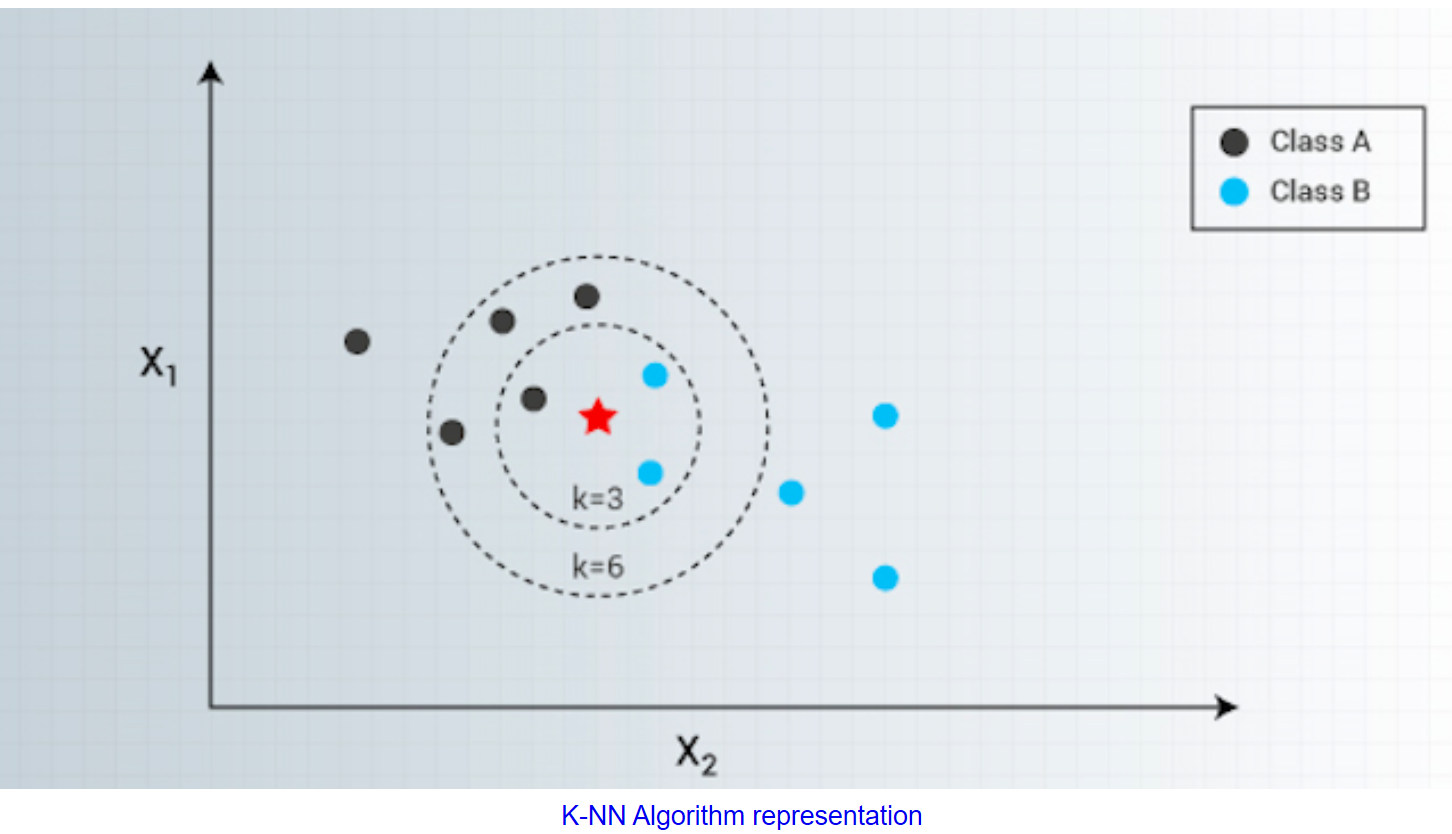 Class A
Class B
X₁
k=3
k=6
X₂
K-NN Algorithm representation